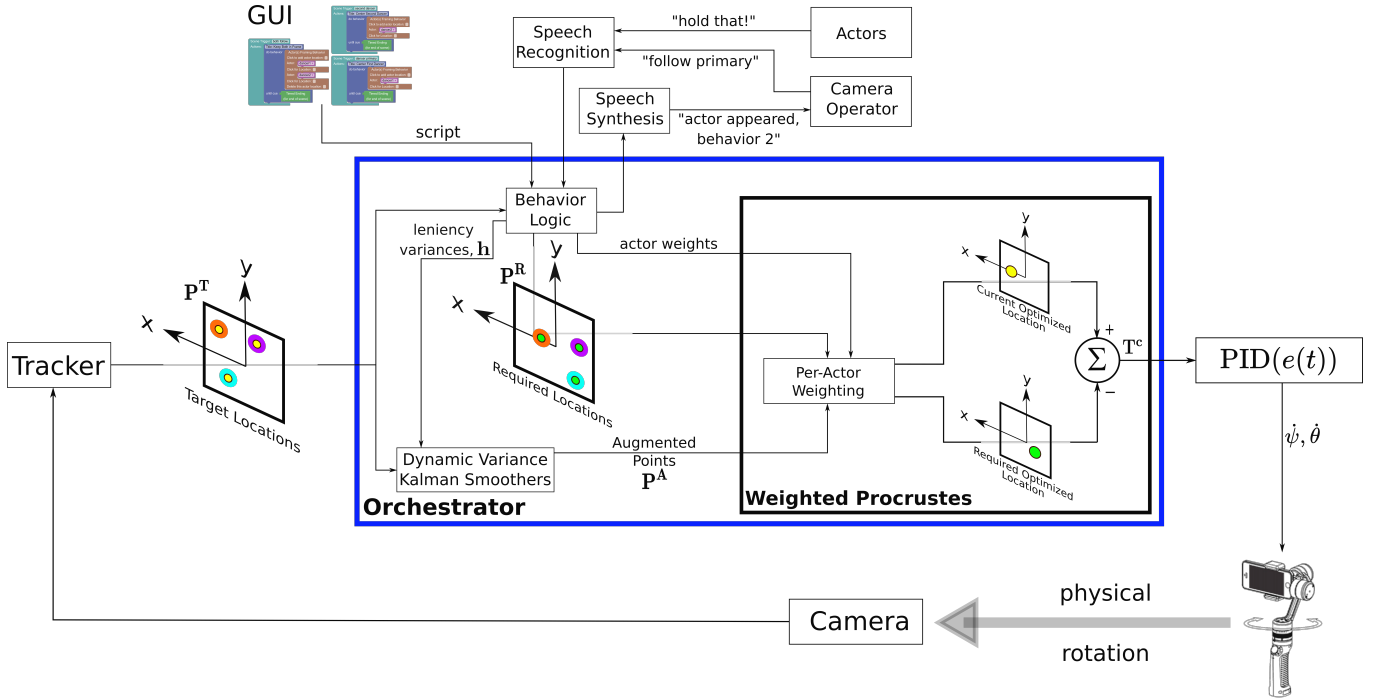 GUI
Speech
Recognition
"hold that!"
Actors
"follow primary"
Camera
Operator
Speech
Synthesis
"actor appeared,
behavior 2"
script
Behavior
Logic
leniency
variances, h
actor weights
P^R
y
x
Required Locations
P^T
y
x
Target Locations
Tracker
y
x
Current Optimized
Location
Per-Actor
Weighting
+
Σ
−
T^c
PID(e(t))
y
x
Required Optimized
Location
ψ̇, θ̇
Dynamic Variance
Kalman Smoothers
Augmented
Points
P^A
Orchestrator
Weighted Procrustes
Camera
physical
rotation